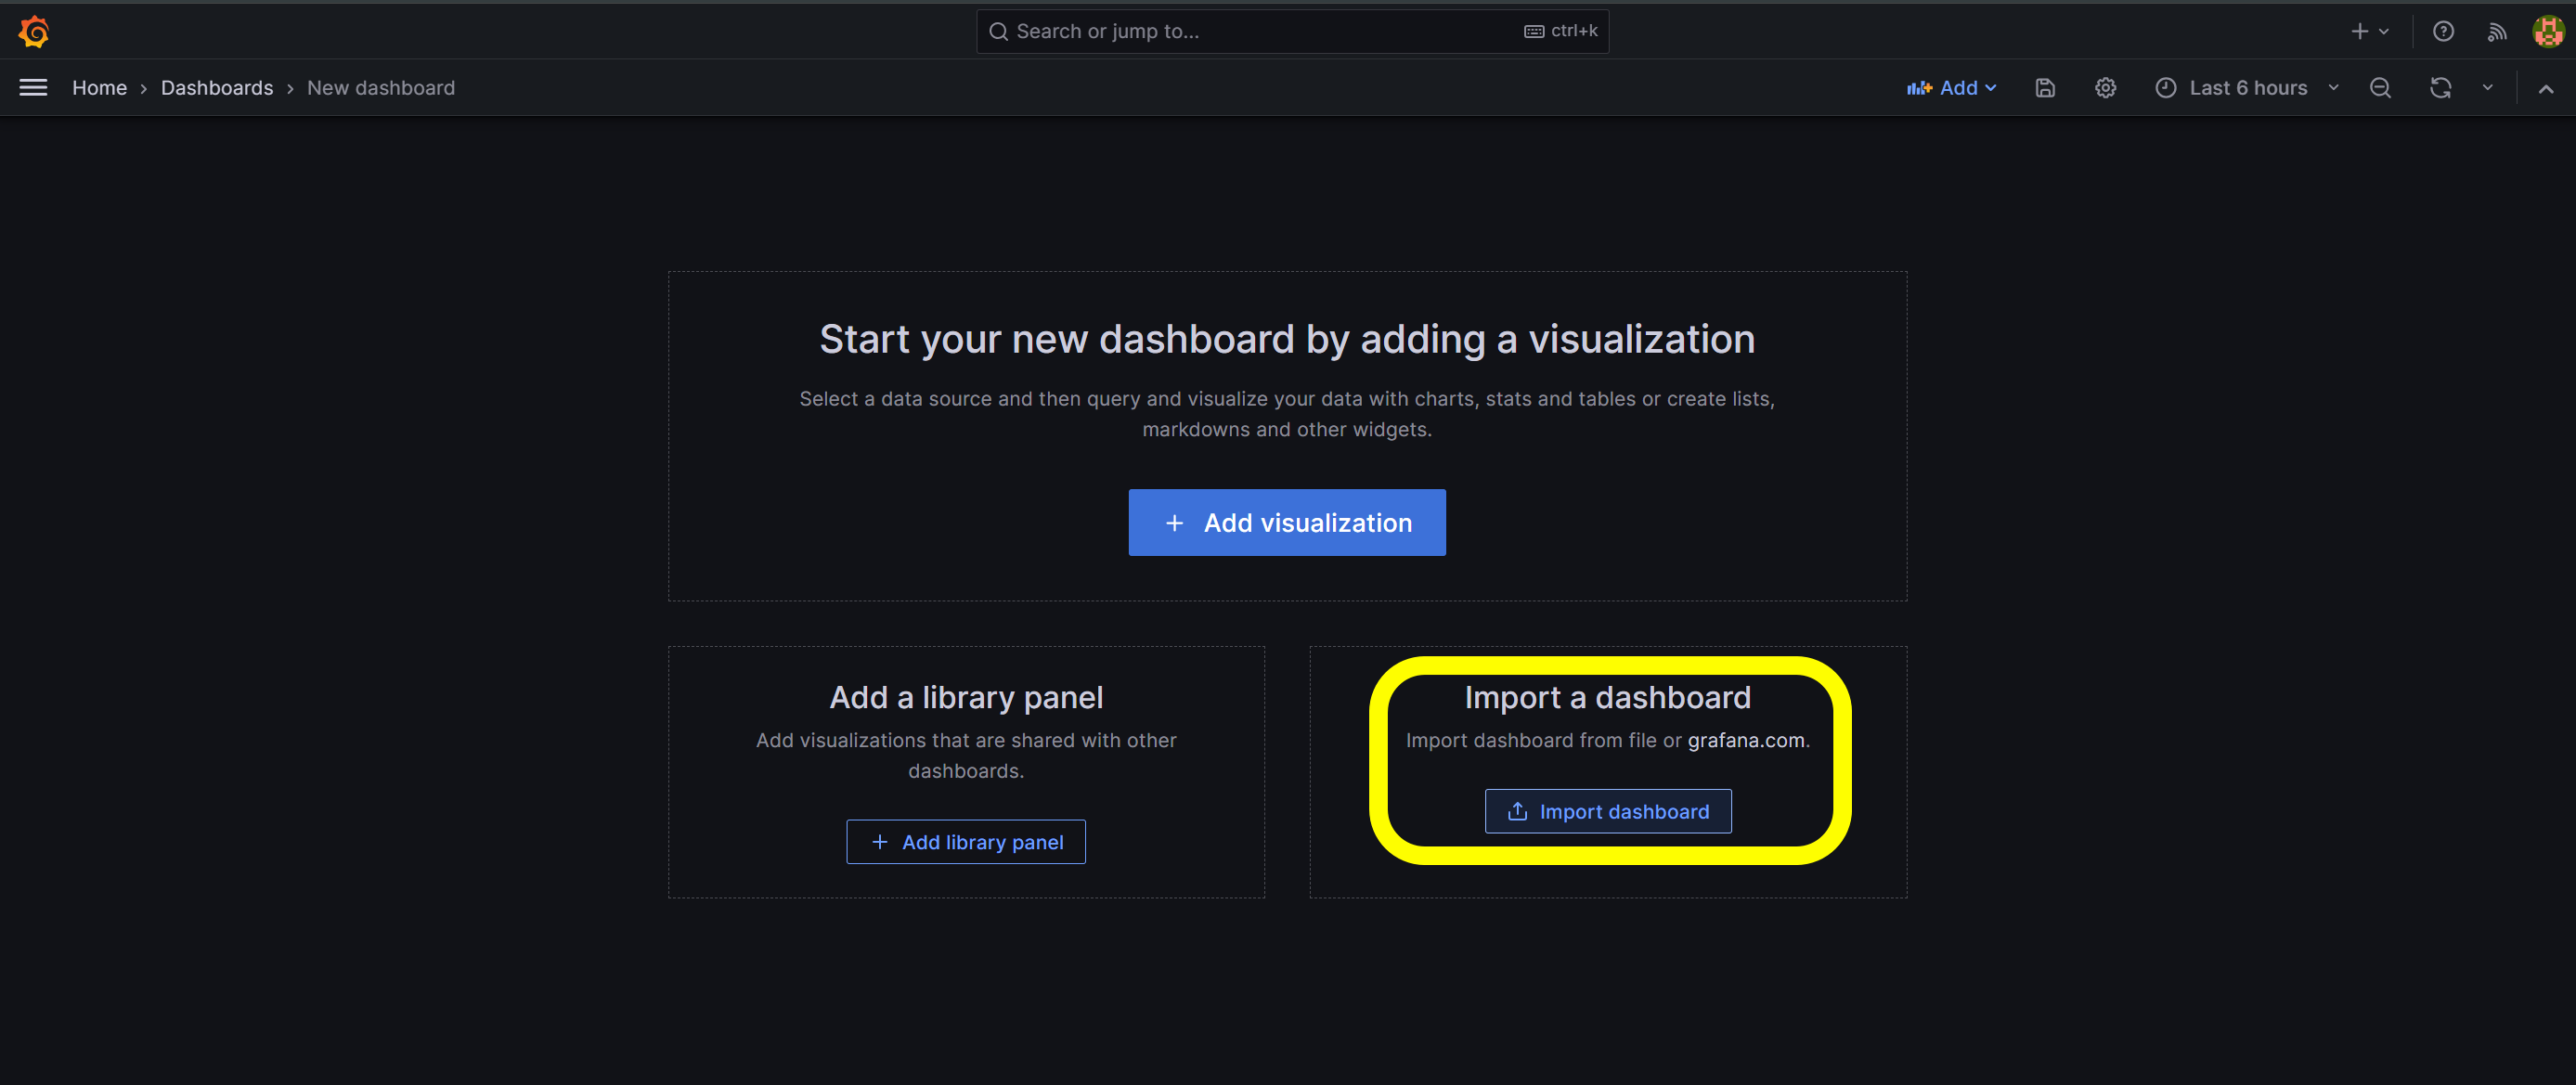 Search or jump to... ctrl+k
Home › Dashboards › New dashboard
Add
Last 6 hours
Start your new dashboard by adding a visualization
Select a data source and then query and visualize your data with charts, stats and tables or create lists,
markdowns and other widgets.
+ Add visualization
Add a library panel
Add visualizations that are shared with other
dashboards.
+ Add library panel
Import a dashboard
Import dashboard from file or grafana.com.
Import dashboard